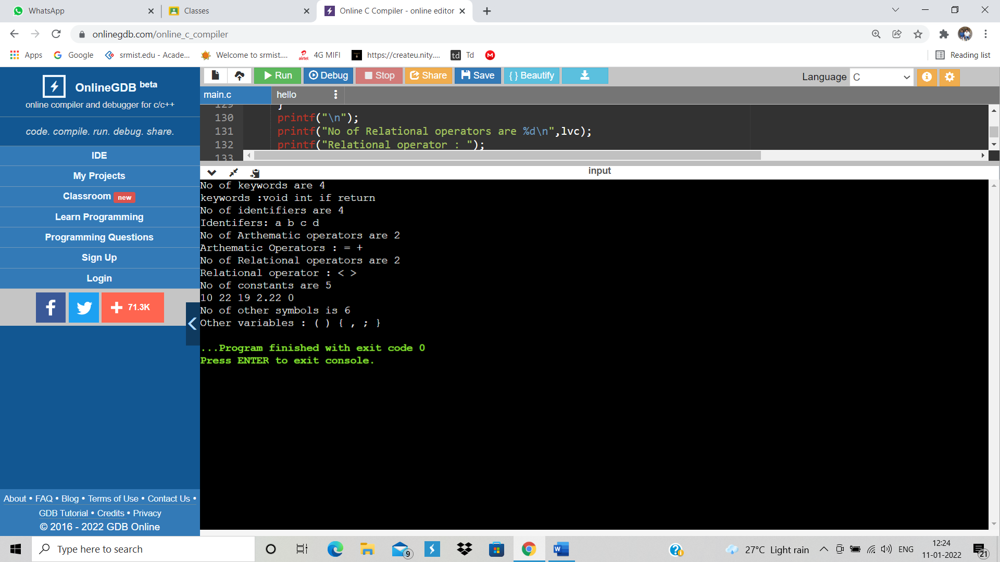 WhatsApp
Classes
Online C Compiler - online editor
onlinegdb.com/online_c_compiler
Apps Google srmist.edu - Acade... Welcome to srmist.... airtel 4G MIFI https://createu.nity.... td Td M Reading list
OnlineGDB beta
online compiler and debugger for c/c++
code. compile. run. debug. share.
IDE
My Projects
Classroom new
Learn Programming
Programming Questions
Sign Up
Login
f + 71.3K
About • FAQ • Blog • Terms of Use • Contact Us •
GDB Tutorial • Credits • Privacy
© 2016 - 2022 GDB Online
Run Debug Stop Share Save { } Beautify
Language C
main.c hello
129 }
130 printf("\n");
131 printf("No of Relational operators are %d\n",lvc);
132 printf("Relational operator : ");
133
input
No of keywords are 4
keywords :void int if return
No of identifiers are 4
Identifers: a b c d
No of Arthematic operators are 2
Arthematic Operators : = +
No of Relational operators are 2
Relational operator : < >
No of constants are 5
10 22 19 2.22 0
No of other symbols is 6
Other variables : ( ) { , ; }
...Program finished with exit code 0
Press ENTER to exit console.
Type here to search
9
W
27°C Light rain
ENG
12:24
11-01-2022
21